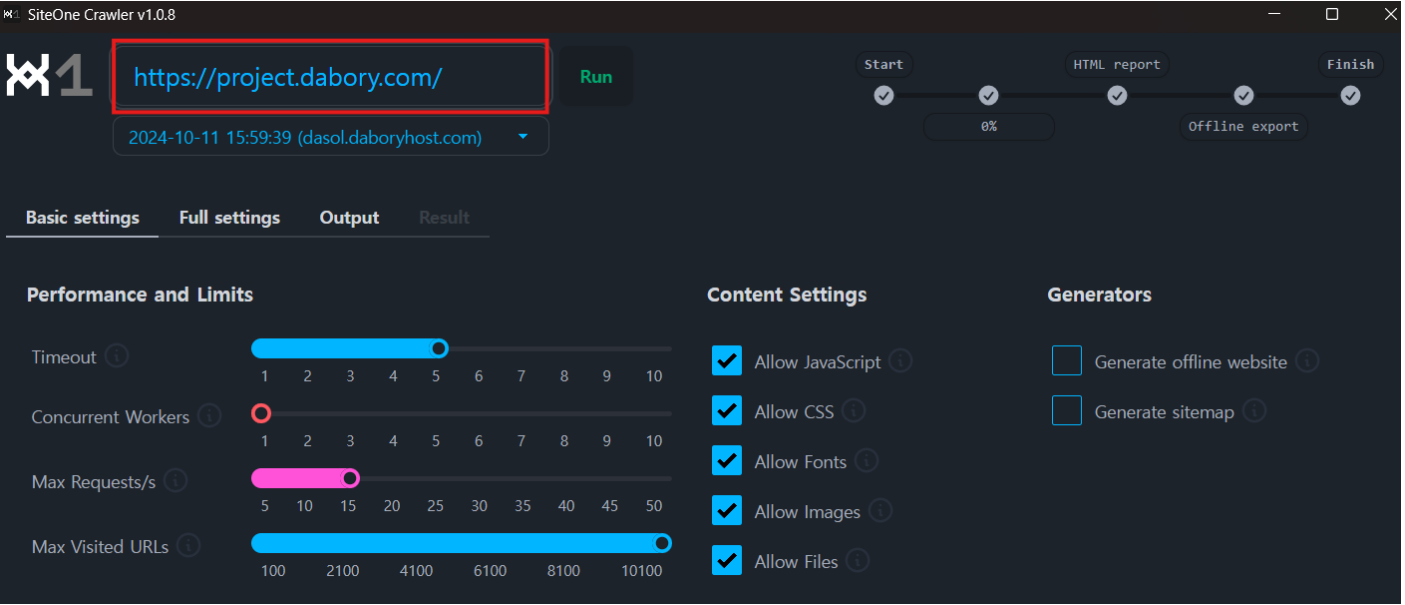 SiteOne Crawler v1.0.8
1
https://project.dabory.com/
Run
2024-10-11 15:59:39 (dasol.daboryhost.com)
Start
HTML report
Finish
0%
Offline export
Basic settings Full settings Output Result
Performance and Limits
Timeout
1 2 3 4 5 6 7 8 9 10
Concurrent Workers
1 2 3 4 5 6 7 8 9 10
Max Requests/s
5 10 15 20 25 30 35 40 45 50
Max Visited URLs
100 2100 4100 6100 8100 10100
Content Settings
Allow JavaScript
Allow CSS
Allow Fonts
Allow Images
Allow Files
Generators
Generate offline website
Generate sitemap